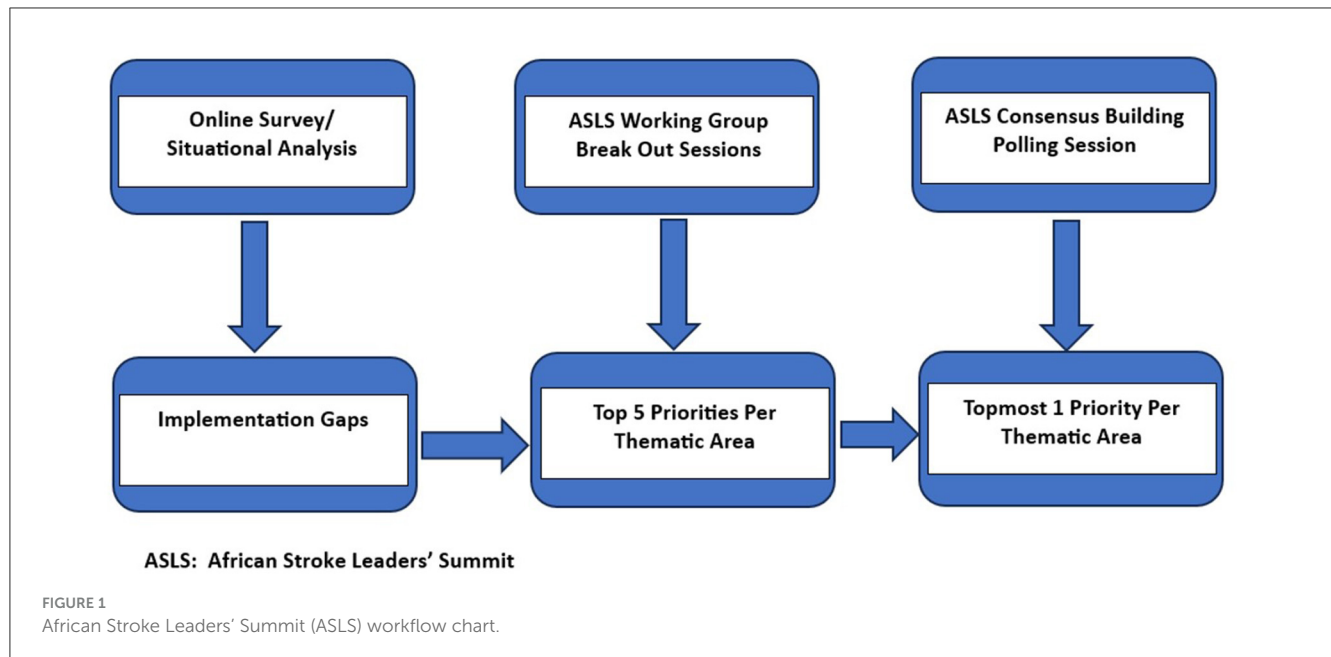 Online Survey/
Situational Analysis
ASLS Working Group
Break Out Sessions
ASLS Consensus Building
Polling Session
Implementation Gaps
Top 5 Priorities Per
Thematic Area
Topmost 1 Priority Per
Thematic Area
ASLS: African Stroke Leaders' Summit
FIGURE 1
African Stroke Leaders' Summit (ASLS) workflow chart.